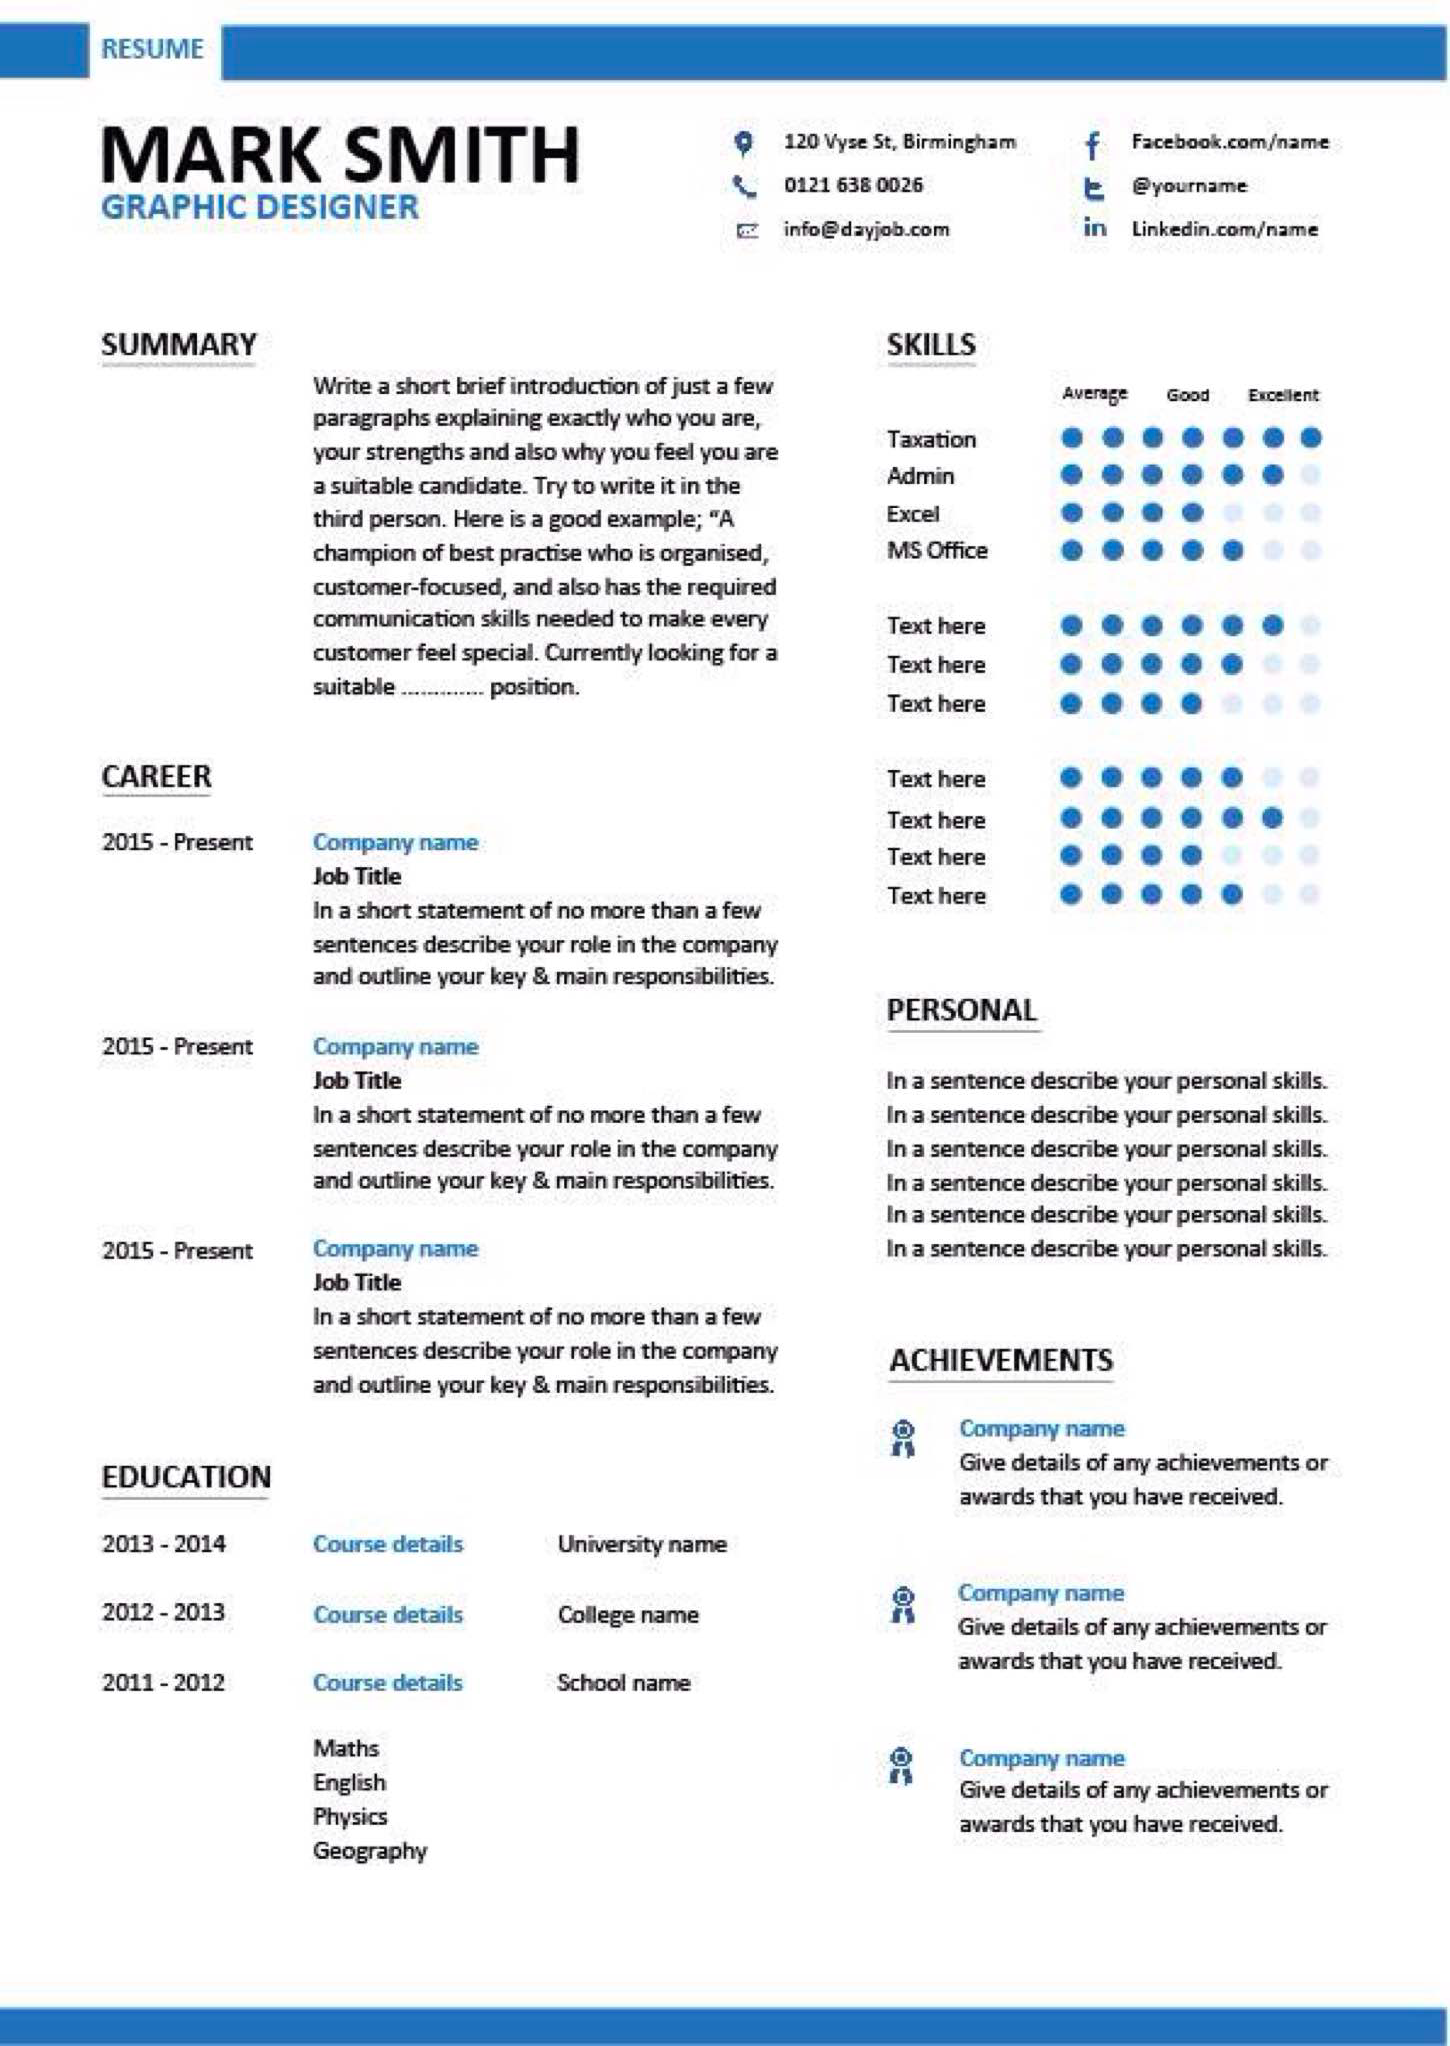 RESUME
MARK SMITH
GRAPHIC DESIGNER
120 Vyse St, Birmingham
0121 638 0026
info@dayjob.com
Facebook.com/name
@yourname
Linkedin.com/name
SUMMARY
Write a short brief introduction of just a few
paragraphs explaining exactly who you are,
your strengths and also why you feel you are
a suitable candidate. Try to write it in the
third person. Here is a good example; "A
champion of best practise who is organised,
customer-focused, and also has the required
communication skills needed to make every
customer feel special. Currently looking for a
suitable ............. position.
CAREER
2015 - Present
Company name
Job Title
In a short statement of no more than a few
sentences describe your role in the company
and outline your key & main responsibilities.
2015 - Present
Company name
Job Title
In a short statement of no more than a few
sentences describe your role in the company
and outline your key & main responsibilities.
2015 - Present
Company name
Job Title
In a short statement of no more than a few
sentences describe your role in the company
and outline your key & main responsibilities.
EDUCATION
2013 - 2014 Course details University name
2012 - 2013 Course details College name
2011 - 2012 Course details School name
Maths
English
Physics
Geography
SKILLS
Average Good Excellent
Taxation
Admin
Excel
MS Office
Text here
Text here
Text here
Text here
Text here
Text here
Text here
PERSONAL
In a sentence describe your personal skills.
In a sentence describe your personal skills.
In a sentence describe your personal skills.
In a sentence describe your personal skills.
In a sentence describe your personal skills.
In a sentence describe your personal skills.
ACHIEVEMENTS
Company name
Give details of any achievements or
awards that you have received.
Company name
Give details of any achievements or
awards that you have received.
Company name
Give details of any achievements or
awards that you have received.